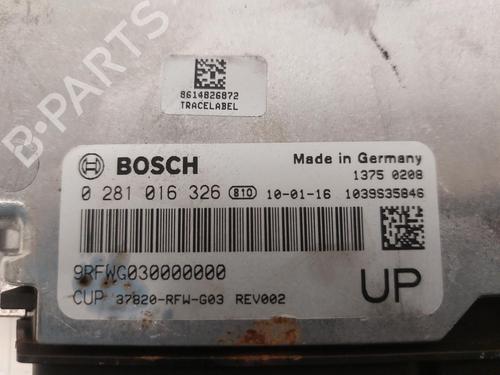 B-PARTS
8614826872
TRACELABEL
BOSCH
Made in Germany
1375 0208
0 281 016 326 810 10-01-16 1039S35846
9RFWG030000000
CUP 37820-RFW-G03 REV002
UP